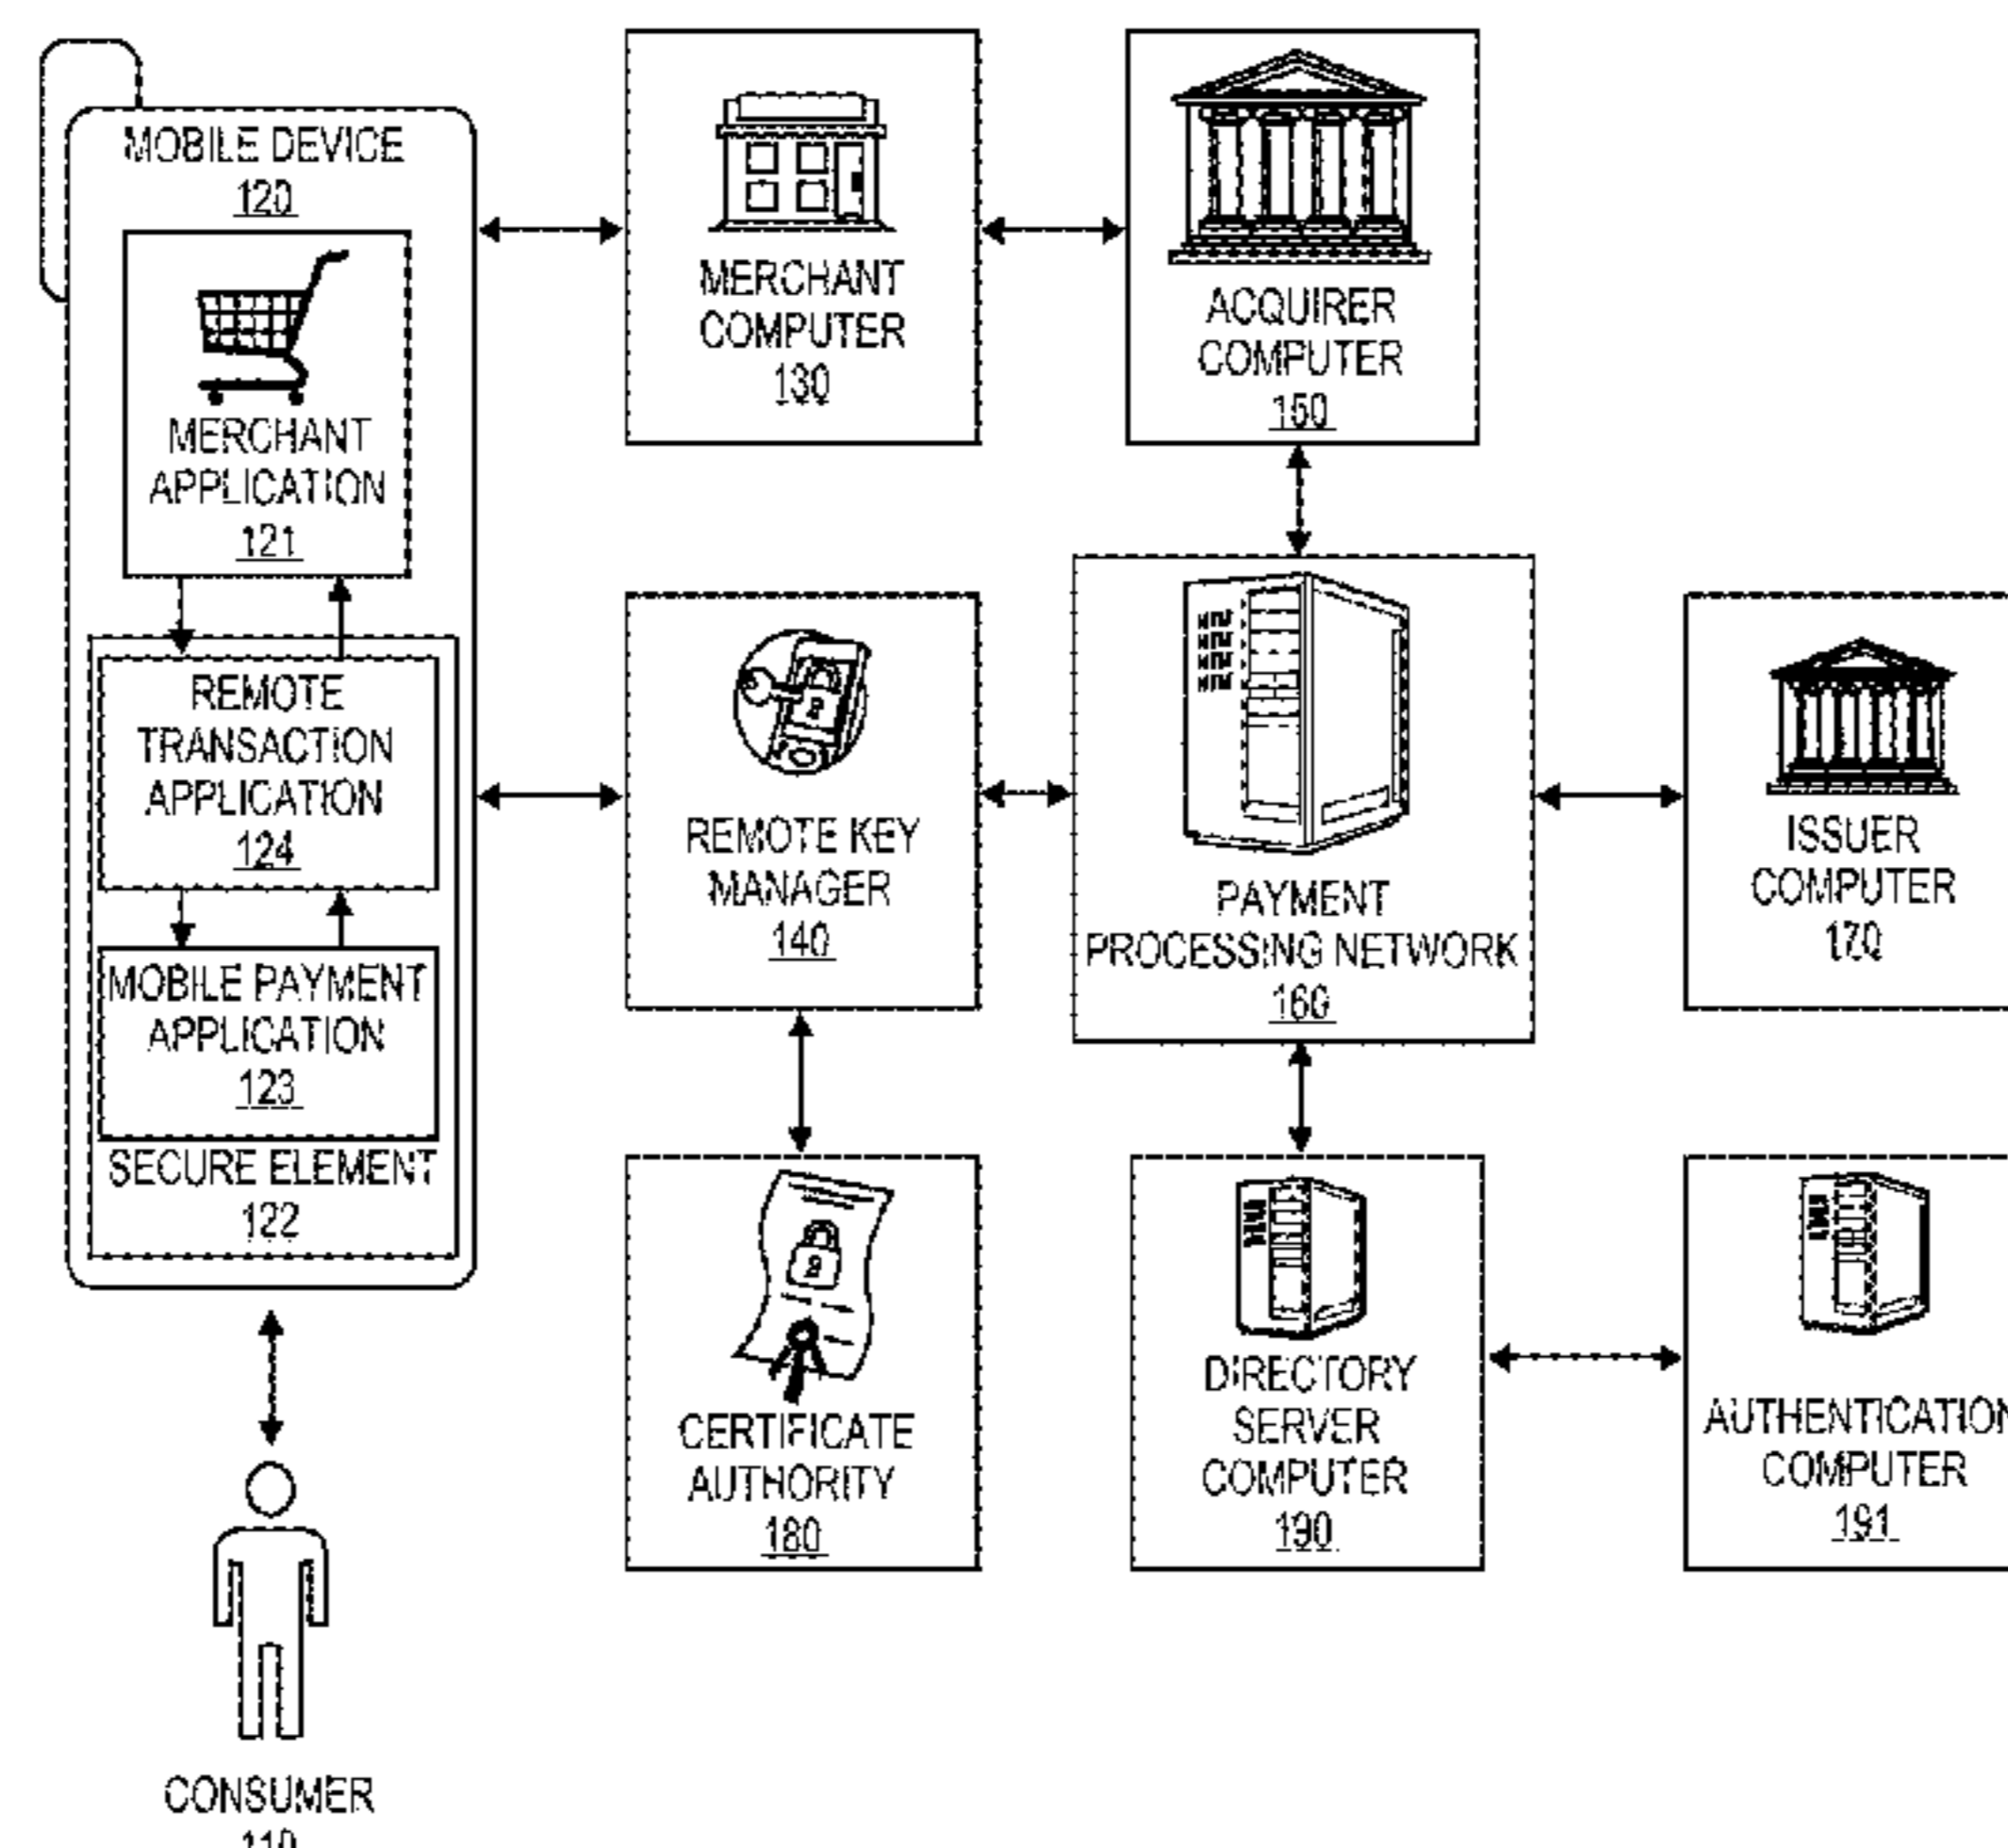 MOBILE DEVICE
120
MERCHANT
APPLICATION
121
REMOTE
TRANSACTION
APPLICATION
124
MOBILE PAYMENT
APPLICATION
123
SECURE ELEMENT
122
CONSUMER
110
MERCHANT
COMPUTER
130
ACQUIRER
COMPUTER
150
REMOTE KEY
MANAGER
140
PAYMENT
PROCESSING NETWORK
160
ISSUER
COMPUTER
170
CERTIFICATE
AUTHORITY
180
DIRECTORY
SERVER
COMPUTER
190
AUTHENTICATION
COMPUTER
191